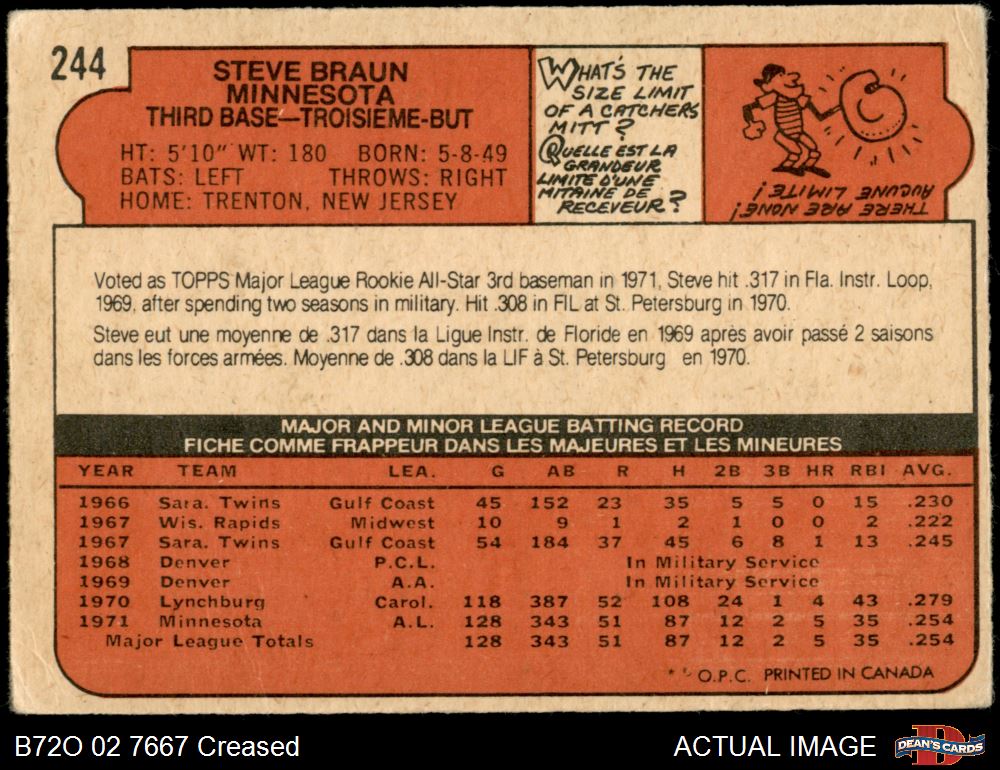 244
STEVE BRAUN
MINNESOTA
THIRD BASE—TROISIEME-BUT
HT: 5'10" WT: 180 BORN: 5-8-49
BATS: LEFT THROWS: RIGHT
HOME: TRENTON, NEW JERSEY
WHAT'S THE
SIZE LIMIT
OF A CATCHERS
MITT?
QUELLE EST LA
GRANDEUR
LIMITE D'UNE
MITAINE DE
RECEVEUR?
THERE ARE NONE!
AUCUNE LIMITE!
Voted as TOPPS Major League Rookie All-Star 3rd baseman in 1971, Steve hit .317 in Fla. Instr. Loop,
1969, after spending two seasons in military. Hit .308 in FIL at St. Petersburg in 1970.
Steve eut une moyenne de .317 dans la Ligue Instr. de Floride en 1969 après avoir passé 2 saisons
dans les forces armées. Moyenne de .308 dans la LIF à St. Petersburg en 1970.
MAJOR AND MINOR LEAGUE BATTING RECORD
FICHE COMME FRAPPEUR DANS LES MAJEURES ET LES MINEURES
YEAR TEAM LEA. G AB R H 2B 3B HR RBI AVG.
1966 Sara. Twins Gulf Coast 45 152 23 35 5 5 0 15 .230
1967 Wis. Rapids Midwest 10 9 1 2 1 0 0 2 .222
1967 Sara. Twins Gulf Coast 54 184 37 45 6 8 1 13 .245
1968 Denver P.C.L. In Military Service
1969 Denver A.A. In Military Service
1970 Lynchburg Carol. 118 387 52 108 24 1 4 43 .279
1971 Minnesota A.L. 128 343 51 87 12 2 5 35 .254
Major League Totals 128 343 51 87 12 2 5 35 .254
* * O.P.C. PRINTED IN CANADA
B72O 02 7667 Creased
ACTUAL IMAGE
DEAN'S CARDS